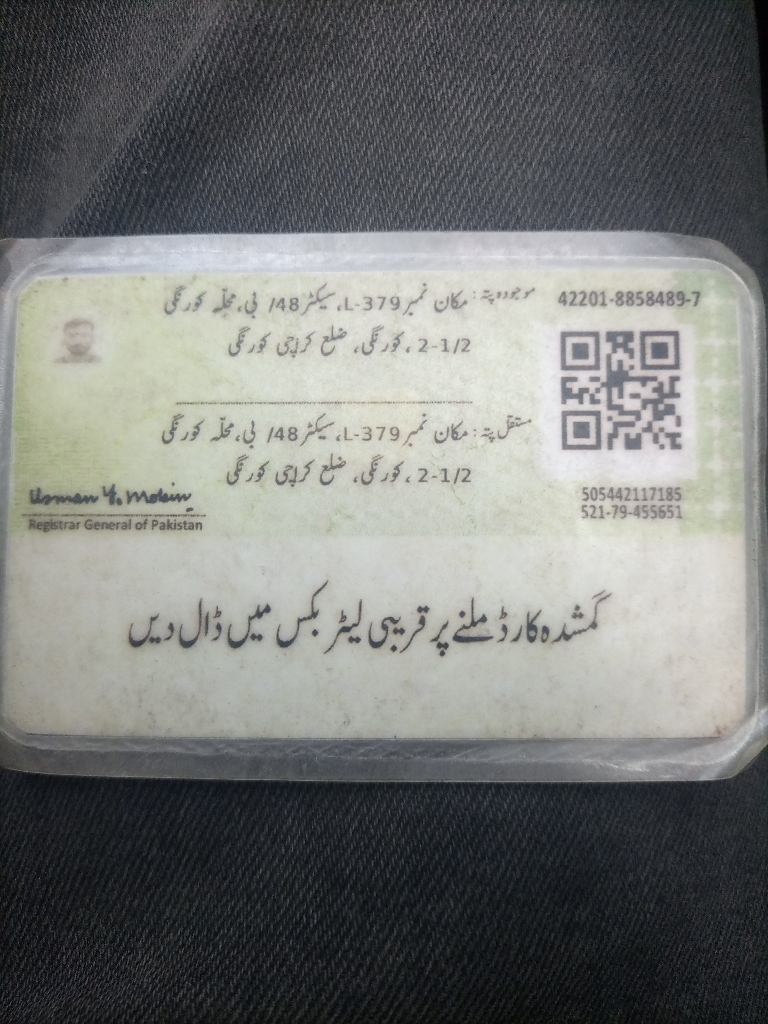 42201-8858489-7
موجودہ پتہ: مکان نمبر L-379، سیکٹر 48/ بی، محلہ کورنگی
2-1/2 ، کورنگی، ضلع کراچی کورنگی
مستقل پتہ: مکان نمبر L-379، سیکٹر 48/ بی، محلہ کورنگی
2-1/2 ، کورنگی، ضلع کراچی کورنگی
505442117185
521-79-455651
Usman Y. Mobin
Registrar General of Pakistan
گمشدہ کارڈ ملنے پر قریبی لیٹر بکس میں ڈال دیں